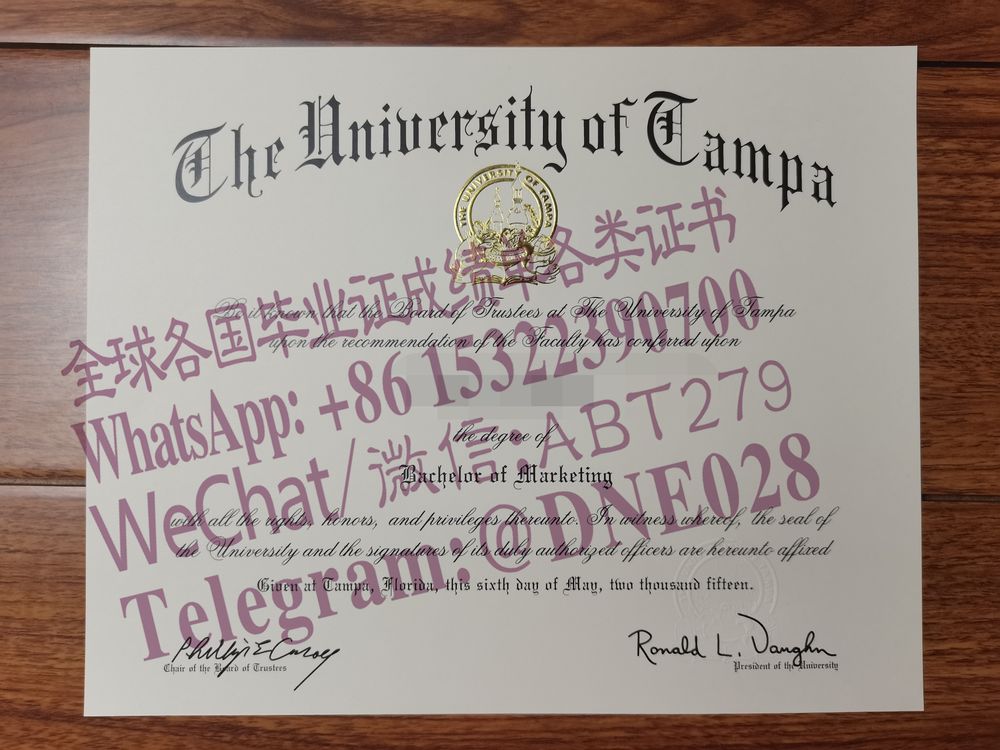 The University of Tampa
THE UNIVERSITY OF TAMPA
全球各国毕业证成绩单各类证书
Be it known that the Board of Trustees at The University of Tampa
upon the recommendation of the Faculty has conferred upon
WhatsApp: +86 15322390700
the degree of
WeChat/微信:ABT279
Bachelor of Marketing
with all the rights, honors, and privileges thereunto. In witness whereof, the seal of
the University and the signatures of its duly authorized officers are hereunto affixed
Telegram:@DNE028
Given at Tampa, Florida, this sixth day of May, two thousand fifteen.
Ronald L. Vaughn
Chair of the Board of Trustees
President of the University